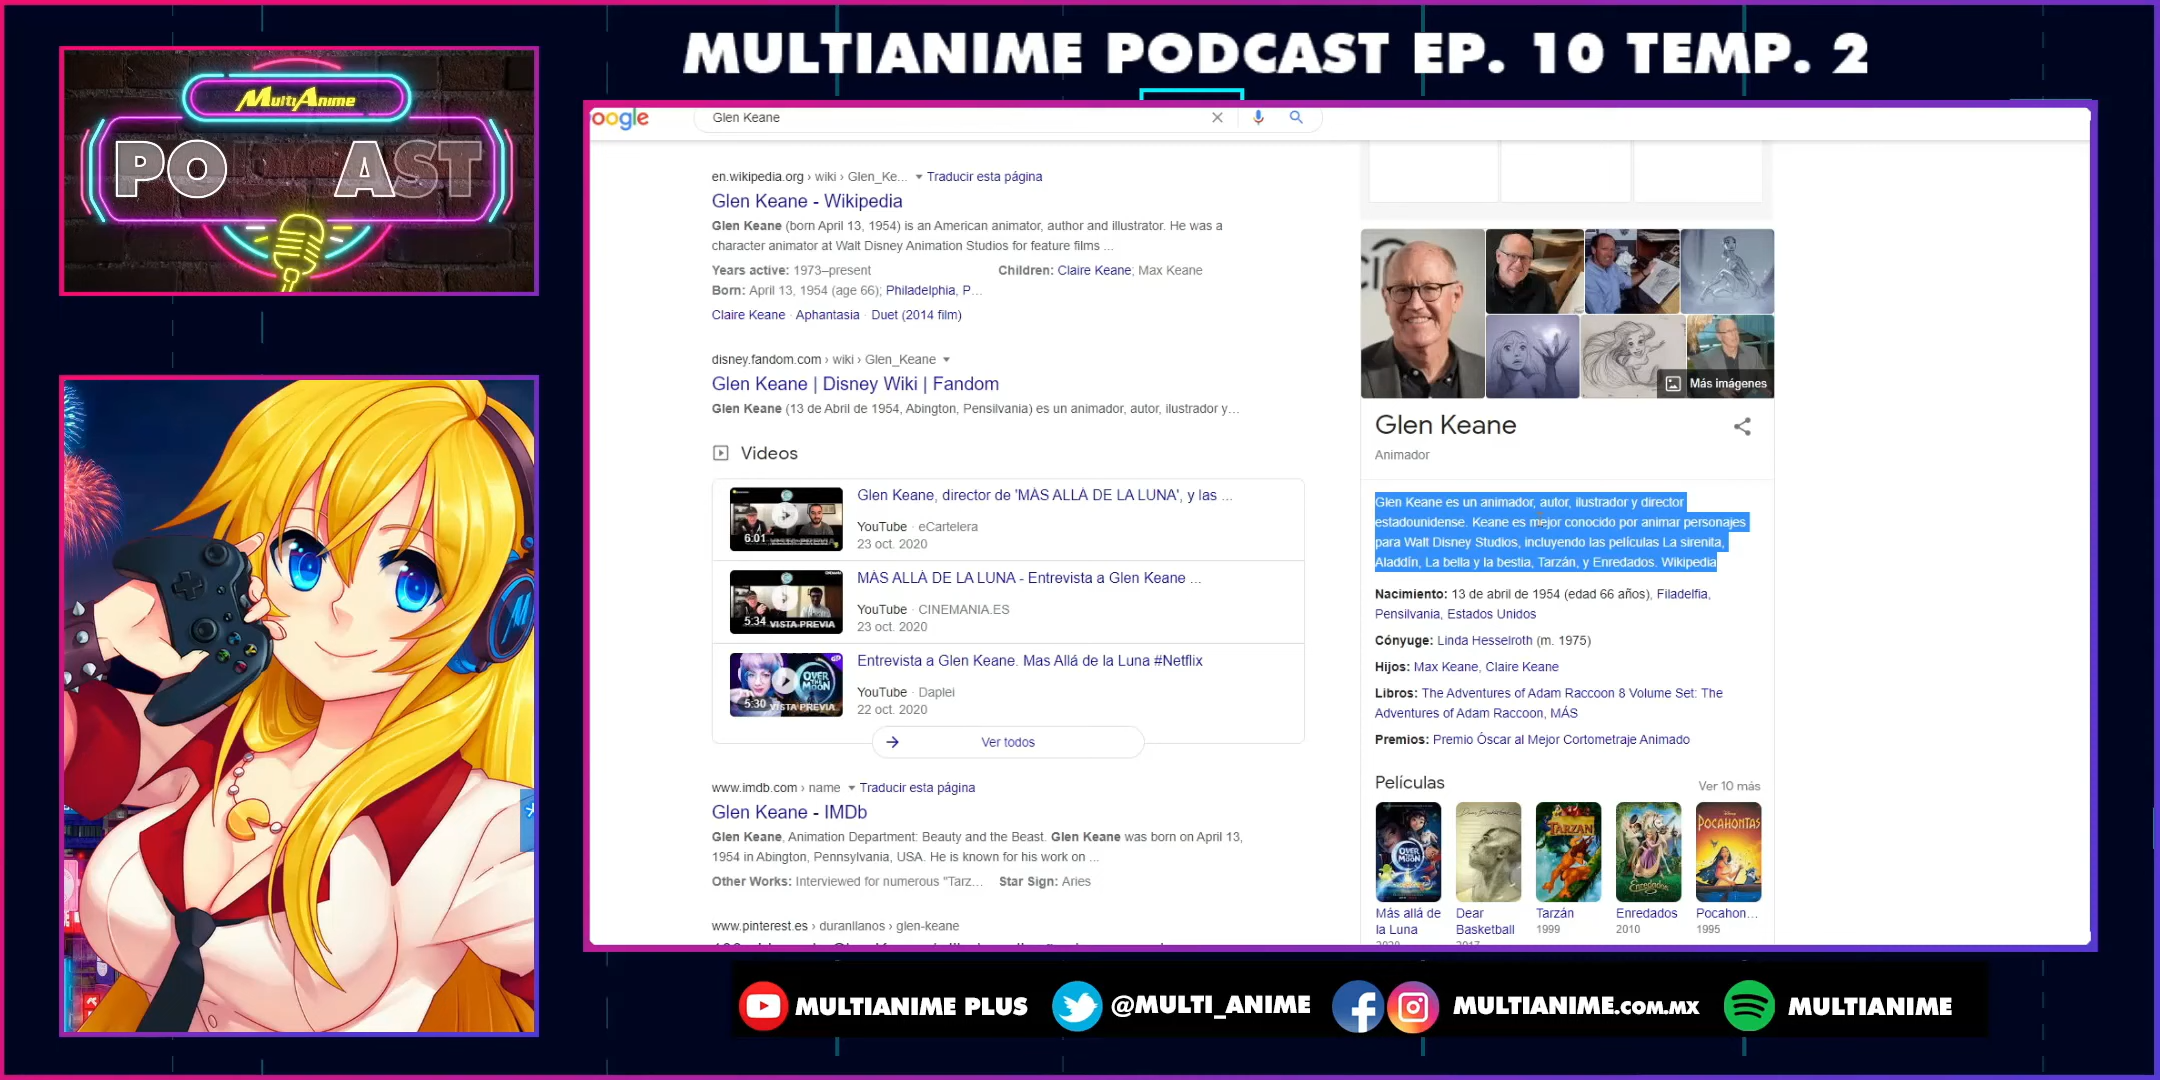 MULTIANIME PODCAST EP. 10 TEMP. 2
MultiAnime
PO AST
oogle
Glen Keane
en.wikipedia.org › wiki › Glen_Ke... Traducir esta página
Glen Keane - Wikipedia
Glen Keane (born April 13, 1954) is an American animator, author and illustrator. He was a
character animator at Walt Disney Animation Studios for feature films ...
Years active: 1973–present Children: Claire Keane, Max Keane
Born: April 13, 1954 (age 66); Philadelphia, P...
Claire Keane · Aphantasia · Duet (2014 film)
disney.fandom.com › wiki › Glen_Keane
Glen Keane | Disney Wiki | Fandom
Glen Keane (13 de Abril de 1954, Abington, Pensilvania) es un animador, autor, ilustrador y...
Videos
Glen Keane, director de 'MÁS ALLÁ DE LA LUNA', y las ...
YouTube · eCartelera
23 oct. 2020
6:01
MÁS ALLÁ DE LA LUNA - Entrevista a Glen Keane ...
YouTube · CINEMANIA.ES
23 oct. 2020
5:34 VISTA PREVIA
Entrevista a Glen Keane. Mas Allá de la Luna #Netflix
YouTube · Daplei
22 oct. 2020
OVER THE MOON
5:30 VISTA PREVIA
Ver todos
www.imdb.com › name Traducir esta página
Glen Keane - IMDb
Glen Keane, Animation Department: Beauty and the Beast. Glen Keane was born on April 13,
1954 in Abington, Pennsylvania, USA. He is known for his work on ...
Other Works: Interviewed for numerous "Tarz... Star Sign: Aries
www.pinterest.es › duranllanos › glen-keane
Más imágenes
Glen Keane
Animador
Glen Keane es un animador, autor, ilustrador y director
estadounidense. Keane es mejor conocido por animar personajes
para Walt Disney Studios, incluyendo las películas La sirenita,
Aladdín, La bella y la bestia, Tarzán, y Enredados. Wikipedia
Nacimiento: 13 de abril de 1954 (edad 66 años), Filadelfia,
Pensilvania, Estados Unidos
Cónyuge: Linda Hesselroth (m. 1975)
Hijos: Max Keane, Claire Keane
Libros: The Adventures of Adam Raccoon 8 Volume Set: The
Adventures of Adam Raccoon, MÁS
Premios: Premio Óscar al Mejor Cortometraje Animado
Películas Ver 10 más
OVER THE MOON
TARZAN
Enredados
POCAHONTAS
Más allá de la Luna
Dear Basketball
Tarzán
1999
Enredados
2010
Pocahon...
1995
MULTIANIME PLUS @MULTI_ANIME MULTIANIME.COM.MX MULTIANIME